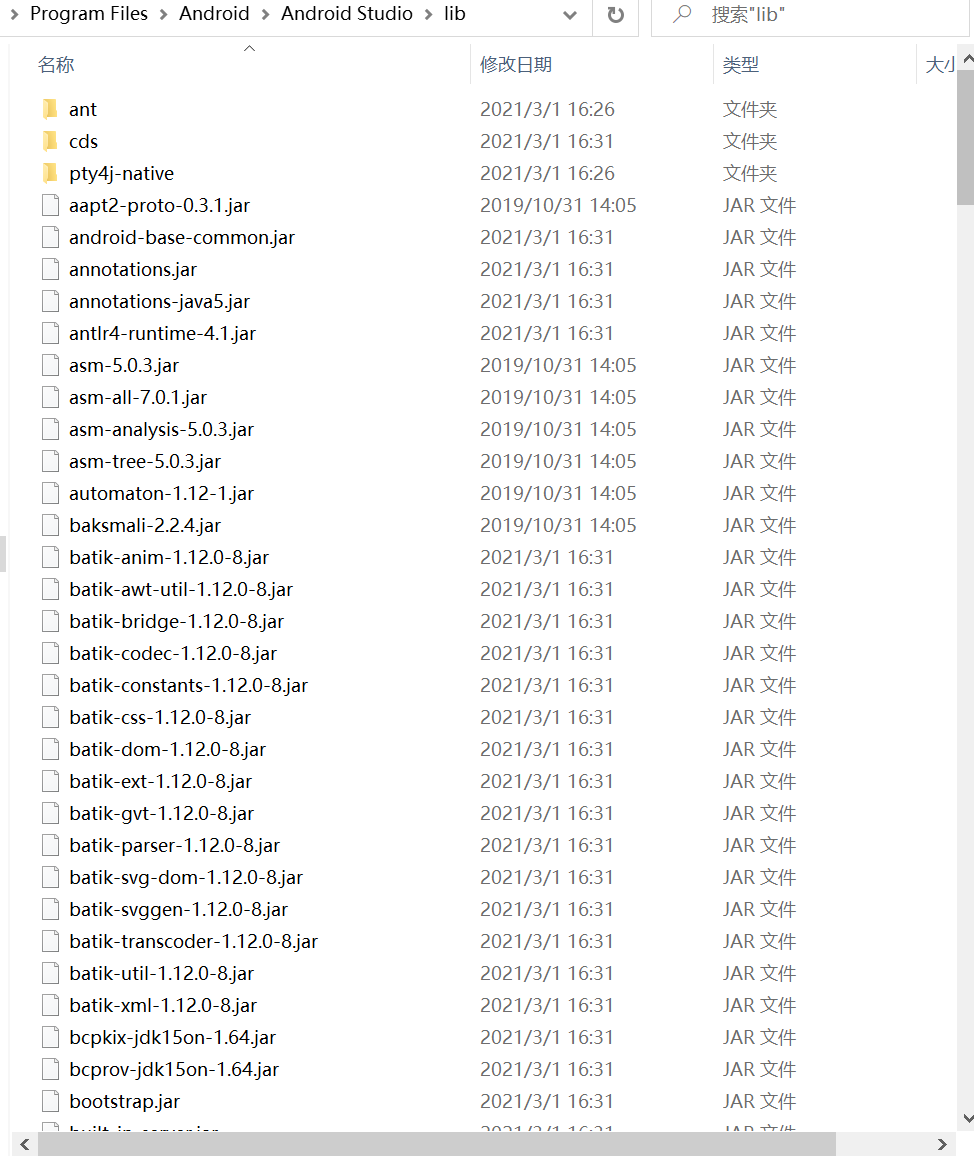 Program Files > Android > Android Studio > lib 搜索"lib"
名称 修改日期 类型 大小
ant 2021/3/1 16:26 文件夹
cds 2021/3/1 16:31 文件夹
pty4j-native 2021/3/1 16:26 文件夹
aapt2-proto-0.3.1.jar 2019/10/31 14:05 JAR 文件
android-base-common.jar 2021/3/1 16:31 JAR 文件
annotations.jar 2021/3/1 16:31 JAR 文件
annotations-java5.jar 2021/3/1 16:31 JAR 文件
antlr4-runtime-4.1.jar 2021/3/1 16:31 JAR 文件
asm-5.0.3.jar 2019/10/31 14:05 JAR 文件
asm-all-7.0.1.jar 2019/10/31 14:05 JAR 文件
asm-analysis-5.0.3.jar 2019/10/31 14:05 JAR 文件
asm-tree-5.0.3.jar 2019/10/31 14:05 JAR 文件
automaton-1.12-1.jar 2019/10/31 14:05 JAR 文件
baksmali-2.2.4.jar 2019/10/31 14:05 JAR 文件
batik-anim-1.12.0-8.jar 2021/3/1 16:31 JAR 文件
batik-awt-util-1.12.0-8.jar 2021/3/1 16:31 JAR 文件
batik-bridge-1.12.0-8.jar 2021/3/1 16:31 JAR 文件
batik-codec-1.12.0-8.jar 2021/3/1 16:31 JAR 文件
batik-constants-1.12.0-8.jar 2021/3/1 16:31 JAR 文件
batik-css-1.12.0-8.jar 2021/3/1 16:31 JAR 文件
batik-dom-1.12.0-8.jar 2021/3/1 16:31 JAR 文件
batik-ext-1.12.0-8.jar 2021/3/1 16:31 JAR 文件
batik-gvt-1.12.0-8.jar 2021/3/1 16:31 JAR 文件
batik-parser-1.12.0-8.jar 2021/3/1 16:31 JAR 文件
batik-svg-dom-1.12.0-8.jar 2021/3/1 16:31 JAR 文件
batik-svggen-1.12.0-8.jar 2021/3/1 16:31 JAR 文件
batik-transcoder-1.12.0-8.jar 2021/3/1 16:31 JAR 文件
batik-util-1.12.0-8.jar 2021/3/1 16:31 JAR 文件
batik-xml-1.12.0-8.jar 2021/3/1 16:31 JAR 文件
bcpkix-jdk15on-1.64.jar 2021/3/1 16:31 JAR 文件
bcprov-jdk15on-1.64.jar 2021/3/1 16:31 JAR 文件
bootstrap.jar 2021/3/1 16:31 JAR 文件